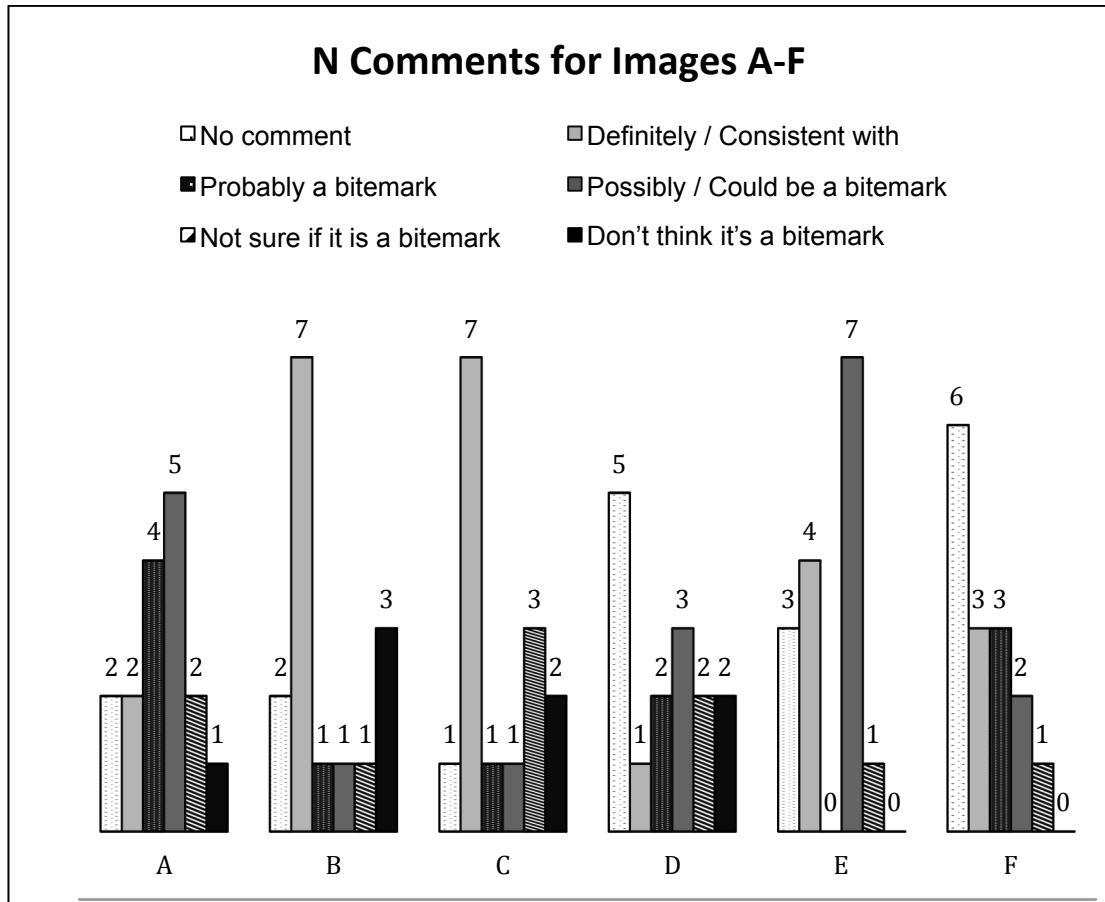 N Comments for Images A-F
No comment Definitely / Consistent with
Probably a bitemark Possibly / Could be a bitemark
Not sure if it is a bitemark Don't think it's a bitemark
2 2 4 5 2 1
2 7 1 1 1 3
1 7 1 1 3 2
5 1 2 3 2 2
3 4 0 7 1 0
6 3 3 2 1 0
A B C D E F